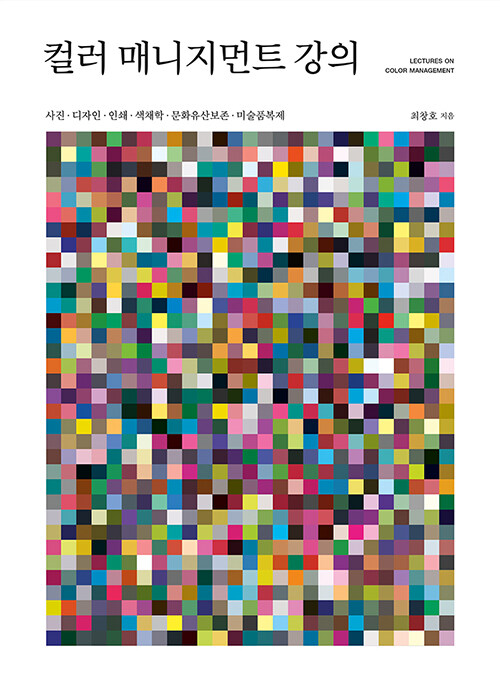 컬러 매니지먼트 강의
LECTURES ON
COLOR MANAGEMENT
사진 · 디자인 · 인쇄 · 색채학 · 문화유산보존 · 미술품복제
최창호 지음